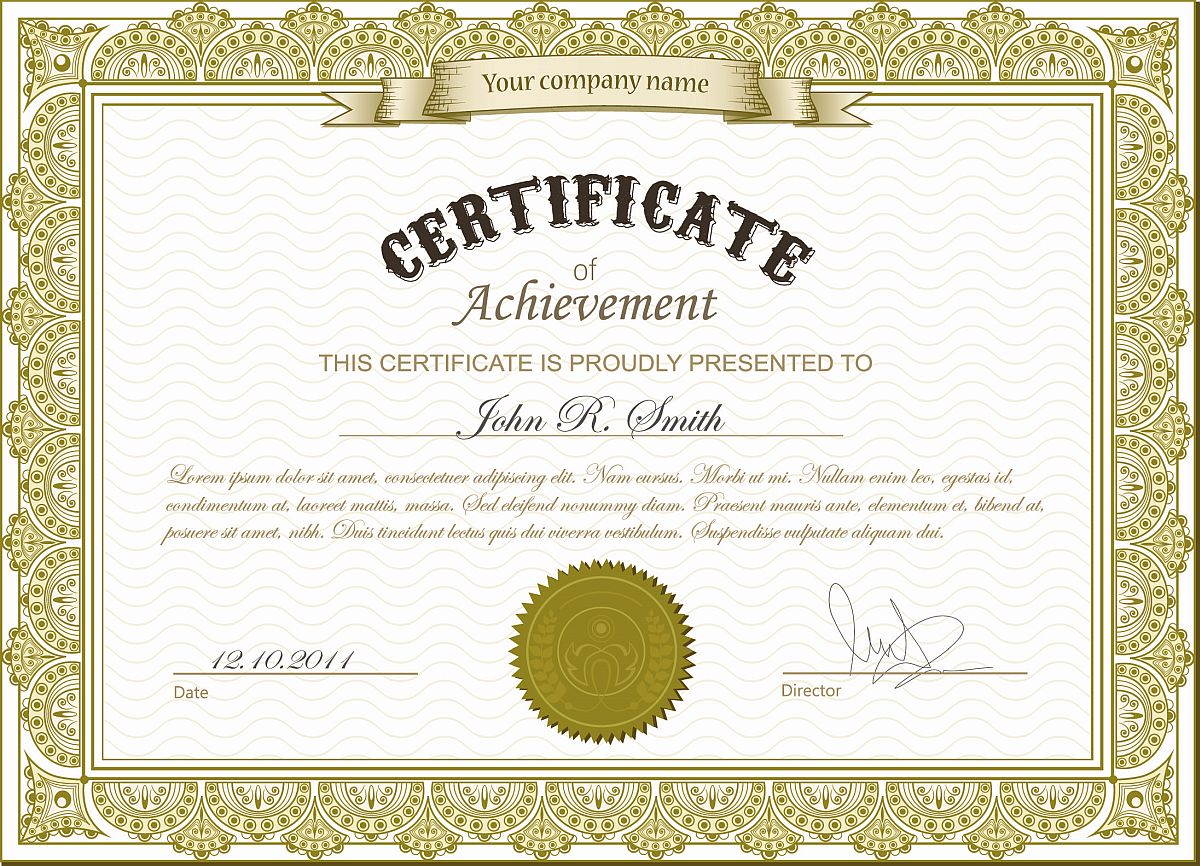 Your company name
CERTIFICATE
of
Achievement
THIS CERTIFICATE IS PROUDLY PRESENTED TO
John R. Smith
Lorem ipsum dolor sit amet, consectetuer adipiscing elit. Nam cursus. Morbi ut mi. Nullam enim leo, egestas id,
condimentum at, laoreet mattis, massa. Sed eleifend nonummy diam. Praesent mauris ante, elementum et, bibend at,
posuere sit amet, nibh. Duis tincidunt lectus quis dui viverra vestibulum. Suspendisse vulputate aliquam dui.
12.10.2011
Date
Director